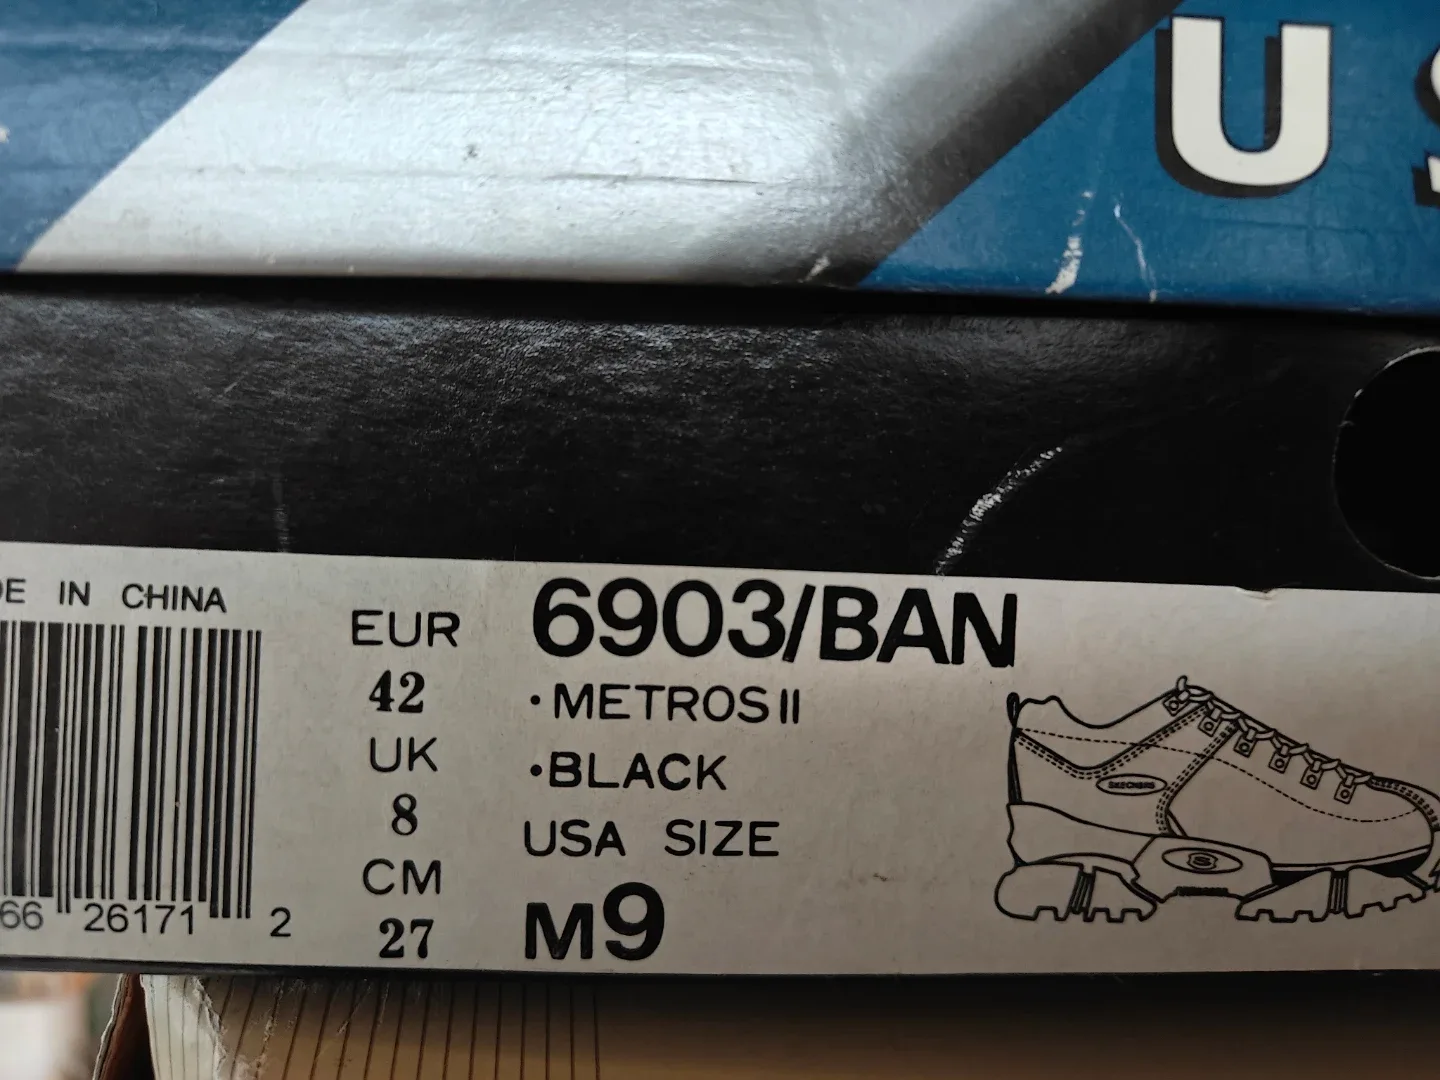 U S
DE IN CHINA
66 26171 2
EUR
42
UK
8
CM
27
6903/BAN
·METROS II
·BLACK
USA SIZE
M9
SKECHERS
S